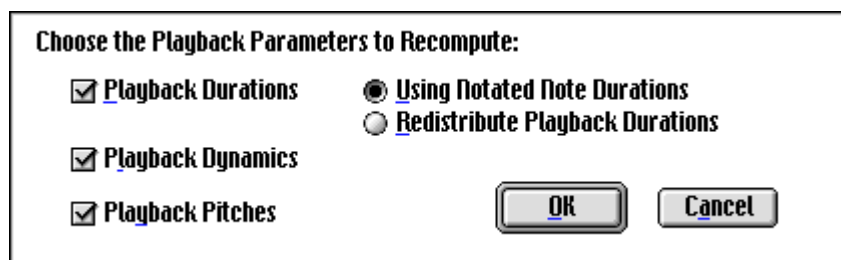 Choose the Playback Parameters to Recompute:
Playback Durations
Using Notated Note Durations
Redistribute Playback Durations
Playback Dynamics
Playback Pitches
OK
Cancel